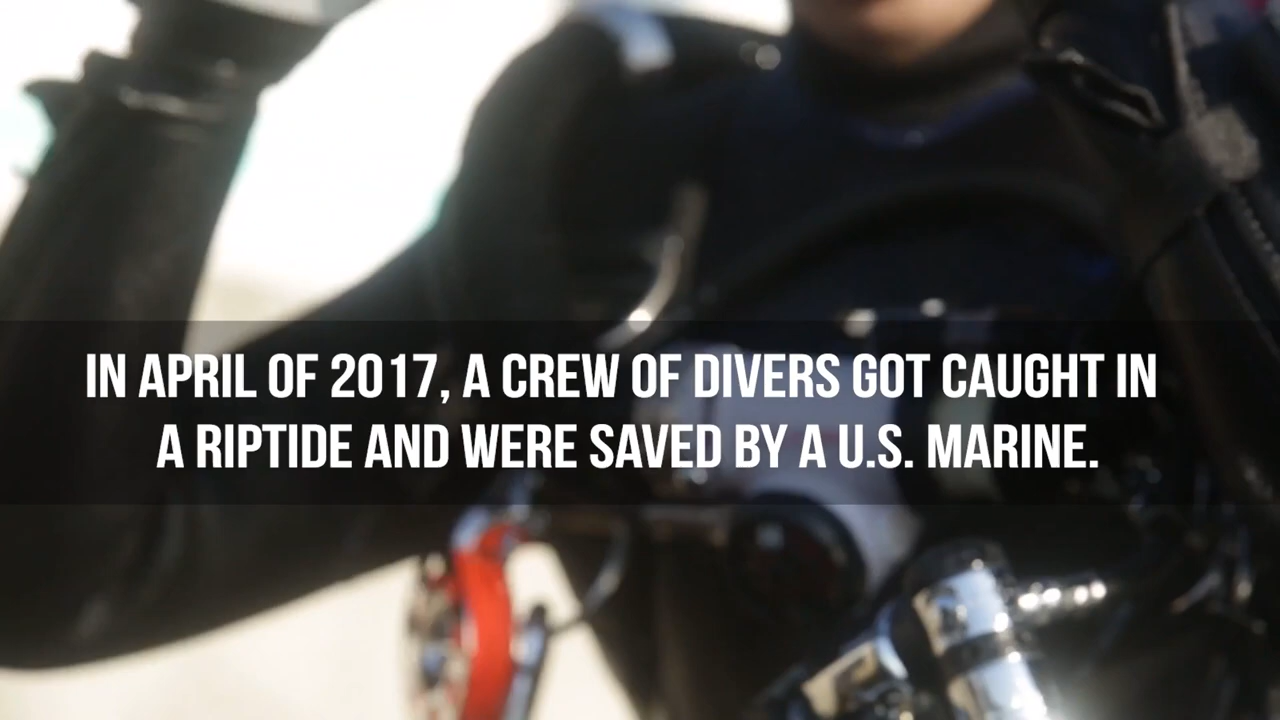 IN APRIL OF 2017, A CREW OF DIVERS GOT CAUGHT IN
A RIPTIDE AND WERE SAVED BY A U.S. MARINE.